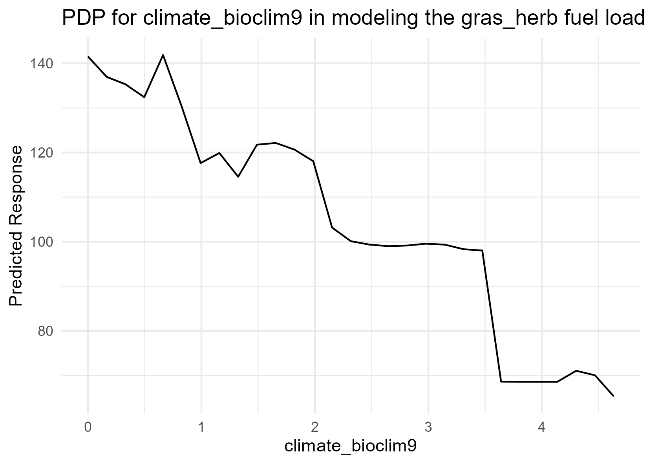 PDP for climate_bioclim9 in modeling the gras_herb fuel load
Predicted Response
140
120
100
80
0 1 2 3 4
climate_bioclim9